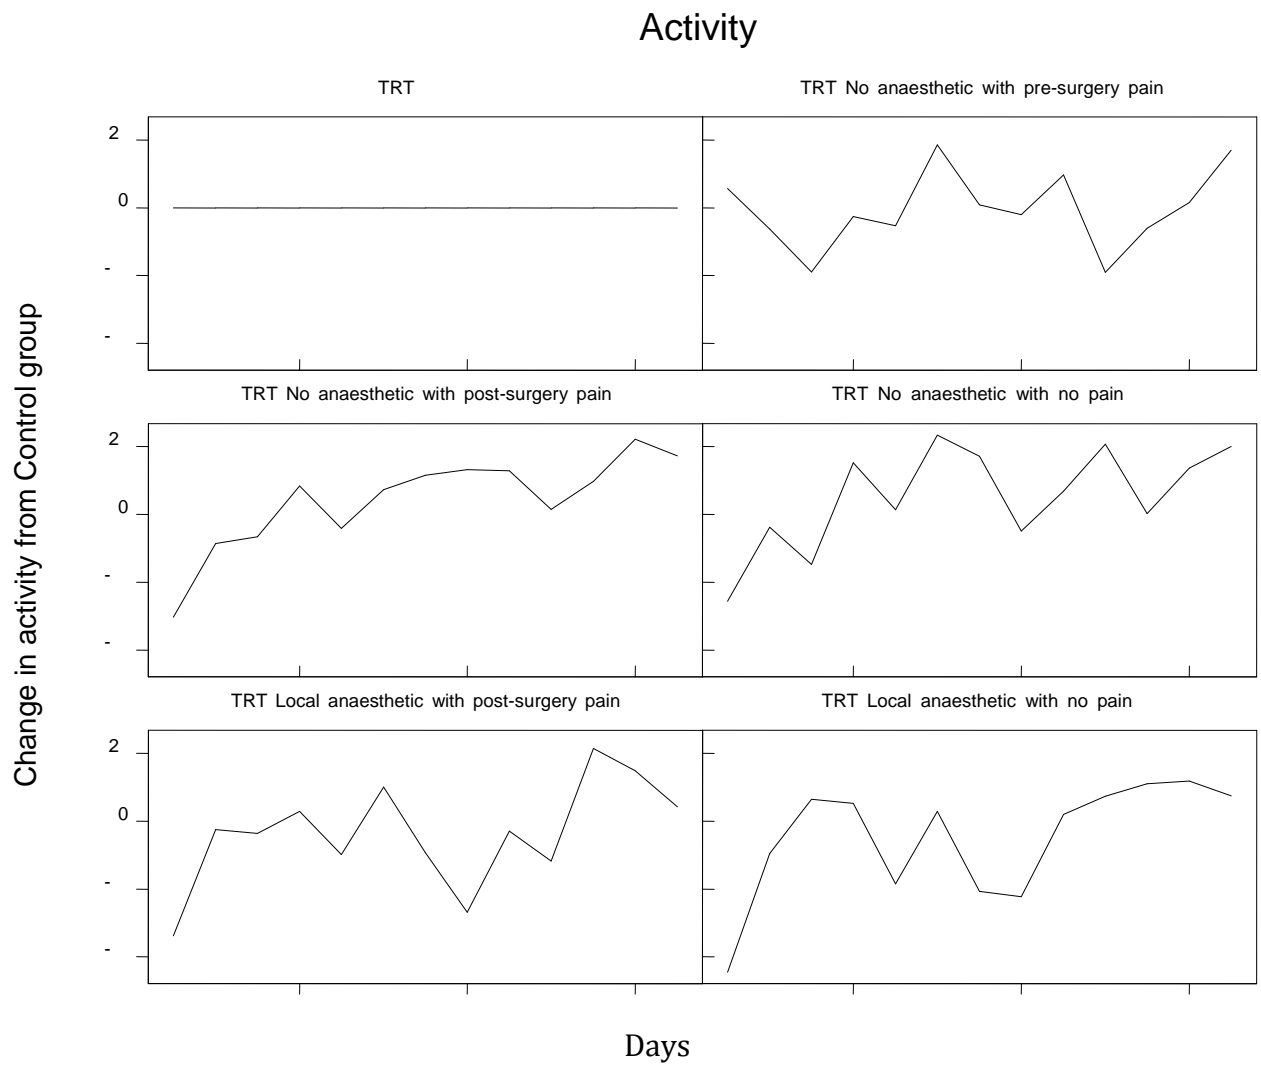 Activity
TRT
TRT No anaesthetic with pre-surgery pain
2
0
-
-
TRT No anaesthetic with post-surgery pain
TRT No anaesthetic with no pain
2
0
-
-
TRT Local anaesthetic with post-surgery pain
TRT Local anaesthetic with no pain
2
0
-
-
Change in activity from Control group
Days